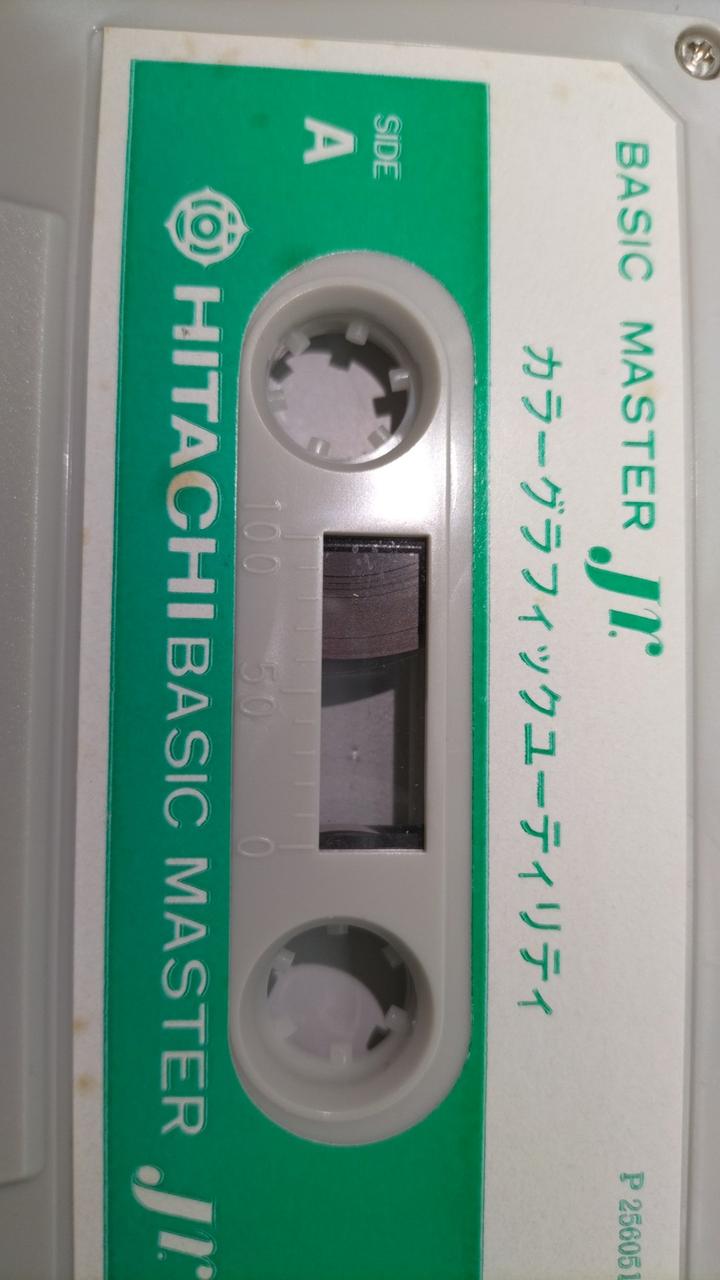 BASIC MASTER Jr.
カラーグラフィックユーティリティ
P256051
SIDE
A
100 50 0
HITACHI BASIC MASTER Jr.